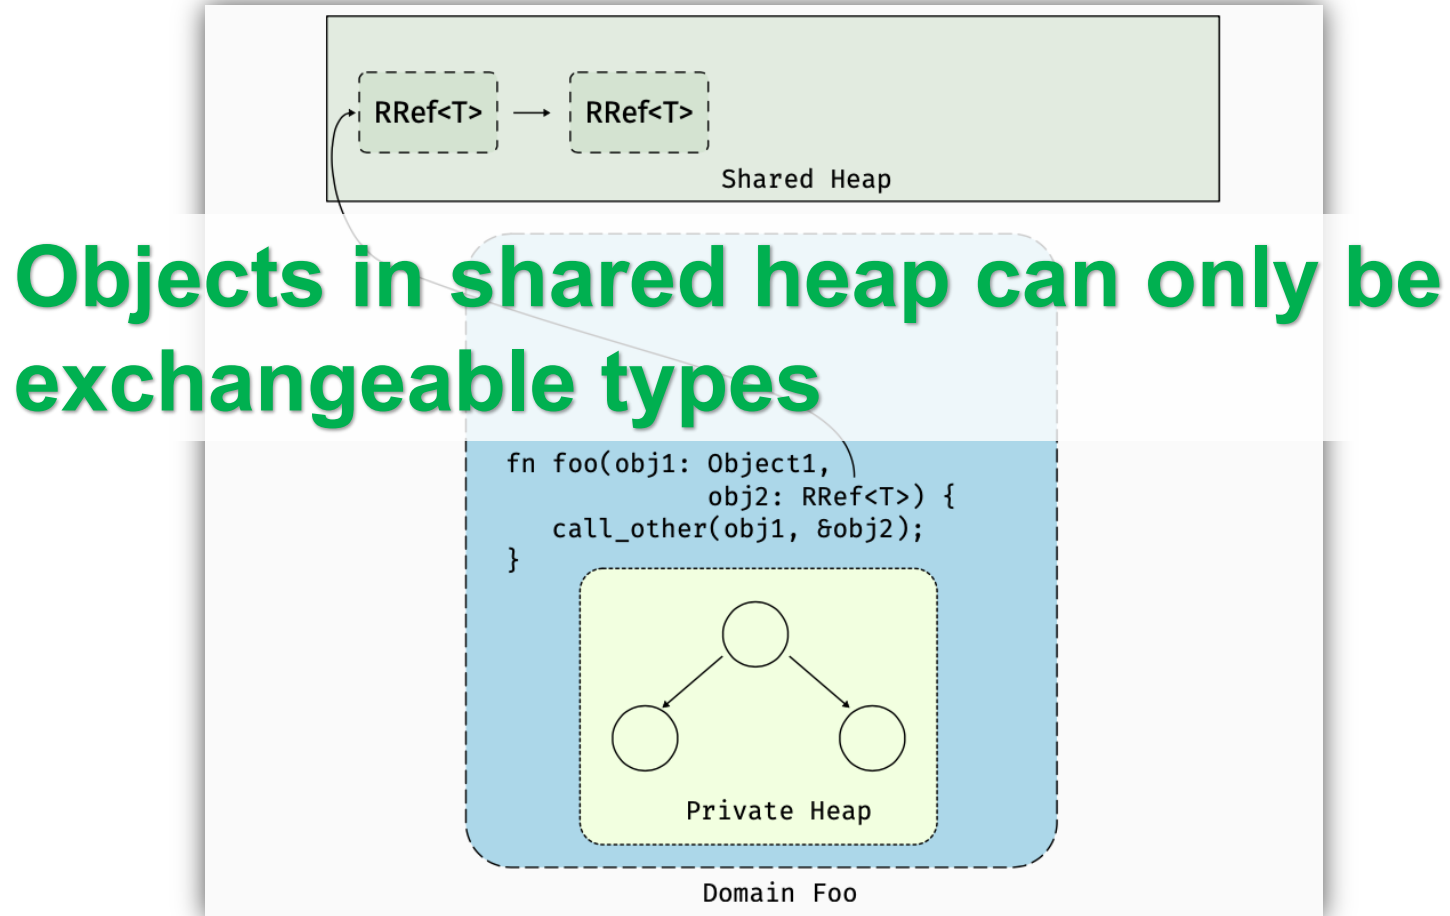 RRef<T> RRef<T>
Shared Heap
Objects in shared heap can only be
exchangeable types
fn foo(obj1: Object1,
obj2: RRef<T>) {
call_other(obj1, &obj2);
}
Private Heap
Domain Foo